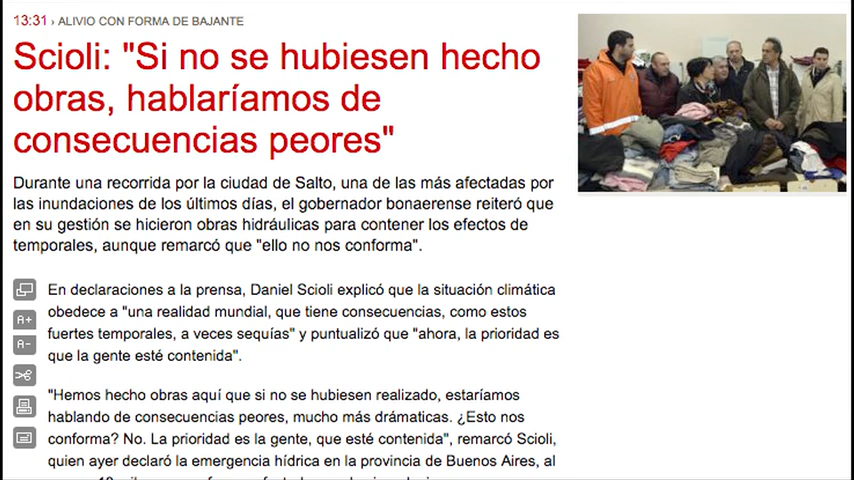 13:31 › ALIVIO CON FORMA DE BAJANTE
Scioli: "Si no se hubiesen hecho
obras, hablaríamos de
consecuencias peores"
Durante una recorrida por la ciudad de Salto, una de las más afectadas por
las inundaciones de los últimos días, el gobernador bonaerense reiteró que
en su gestión se hicieron obras hidráulicas para contener los efectos de
temporales, aunque remarcó que "ello no nos conforma".
En declaraciones a la prensa, Daniel Scioli explicó que la situación climática
obedece a "una realidad mundial, que tiene consecuencias, como estos
fuertes temporales, a veces sequías" y puntualizó que "ahora, la prioridad es
que la gente esté contenida".
A+
A-
"Hemos hecho obras aquí que si no se hubiesen realizado, estaríamos
hablando de consecuencias peores, mucho más drámaticas. ¿Esto nos
conforma? No. La prioridad es la gente, que esté contenida", remarcó Scioli,
quien ayer declaró la emergencia hídrica en la provincia de Buenos Aires, al